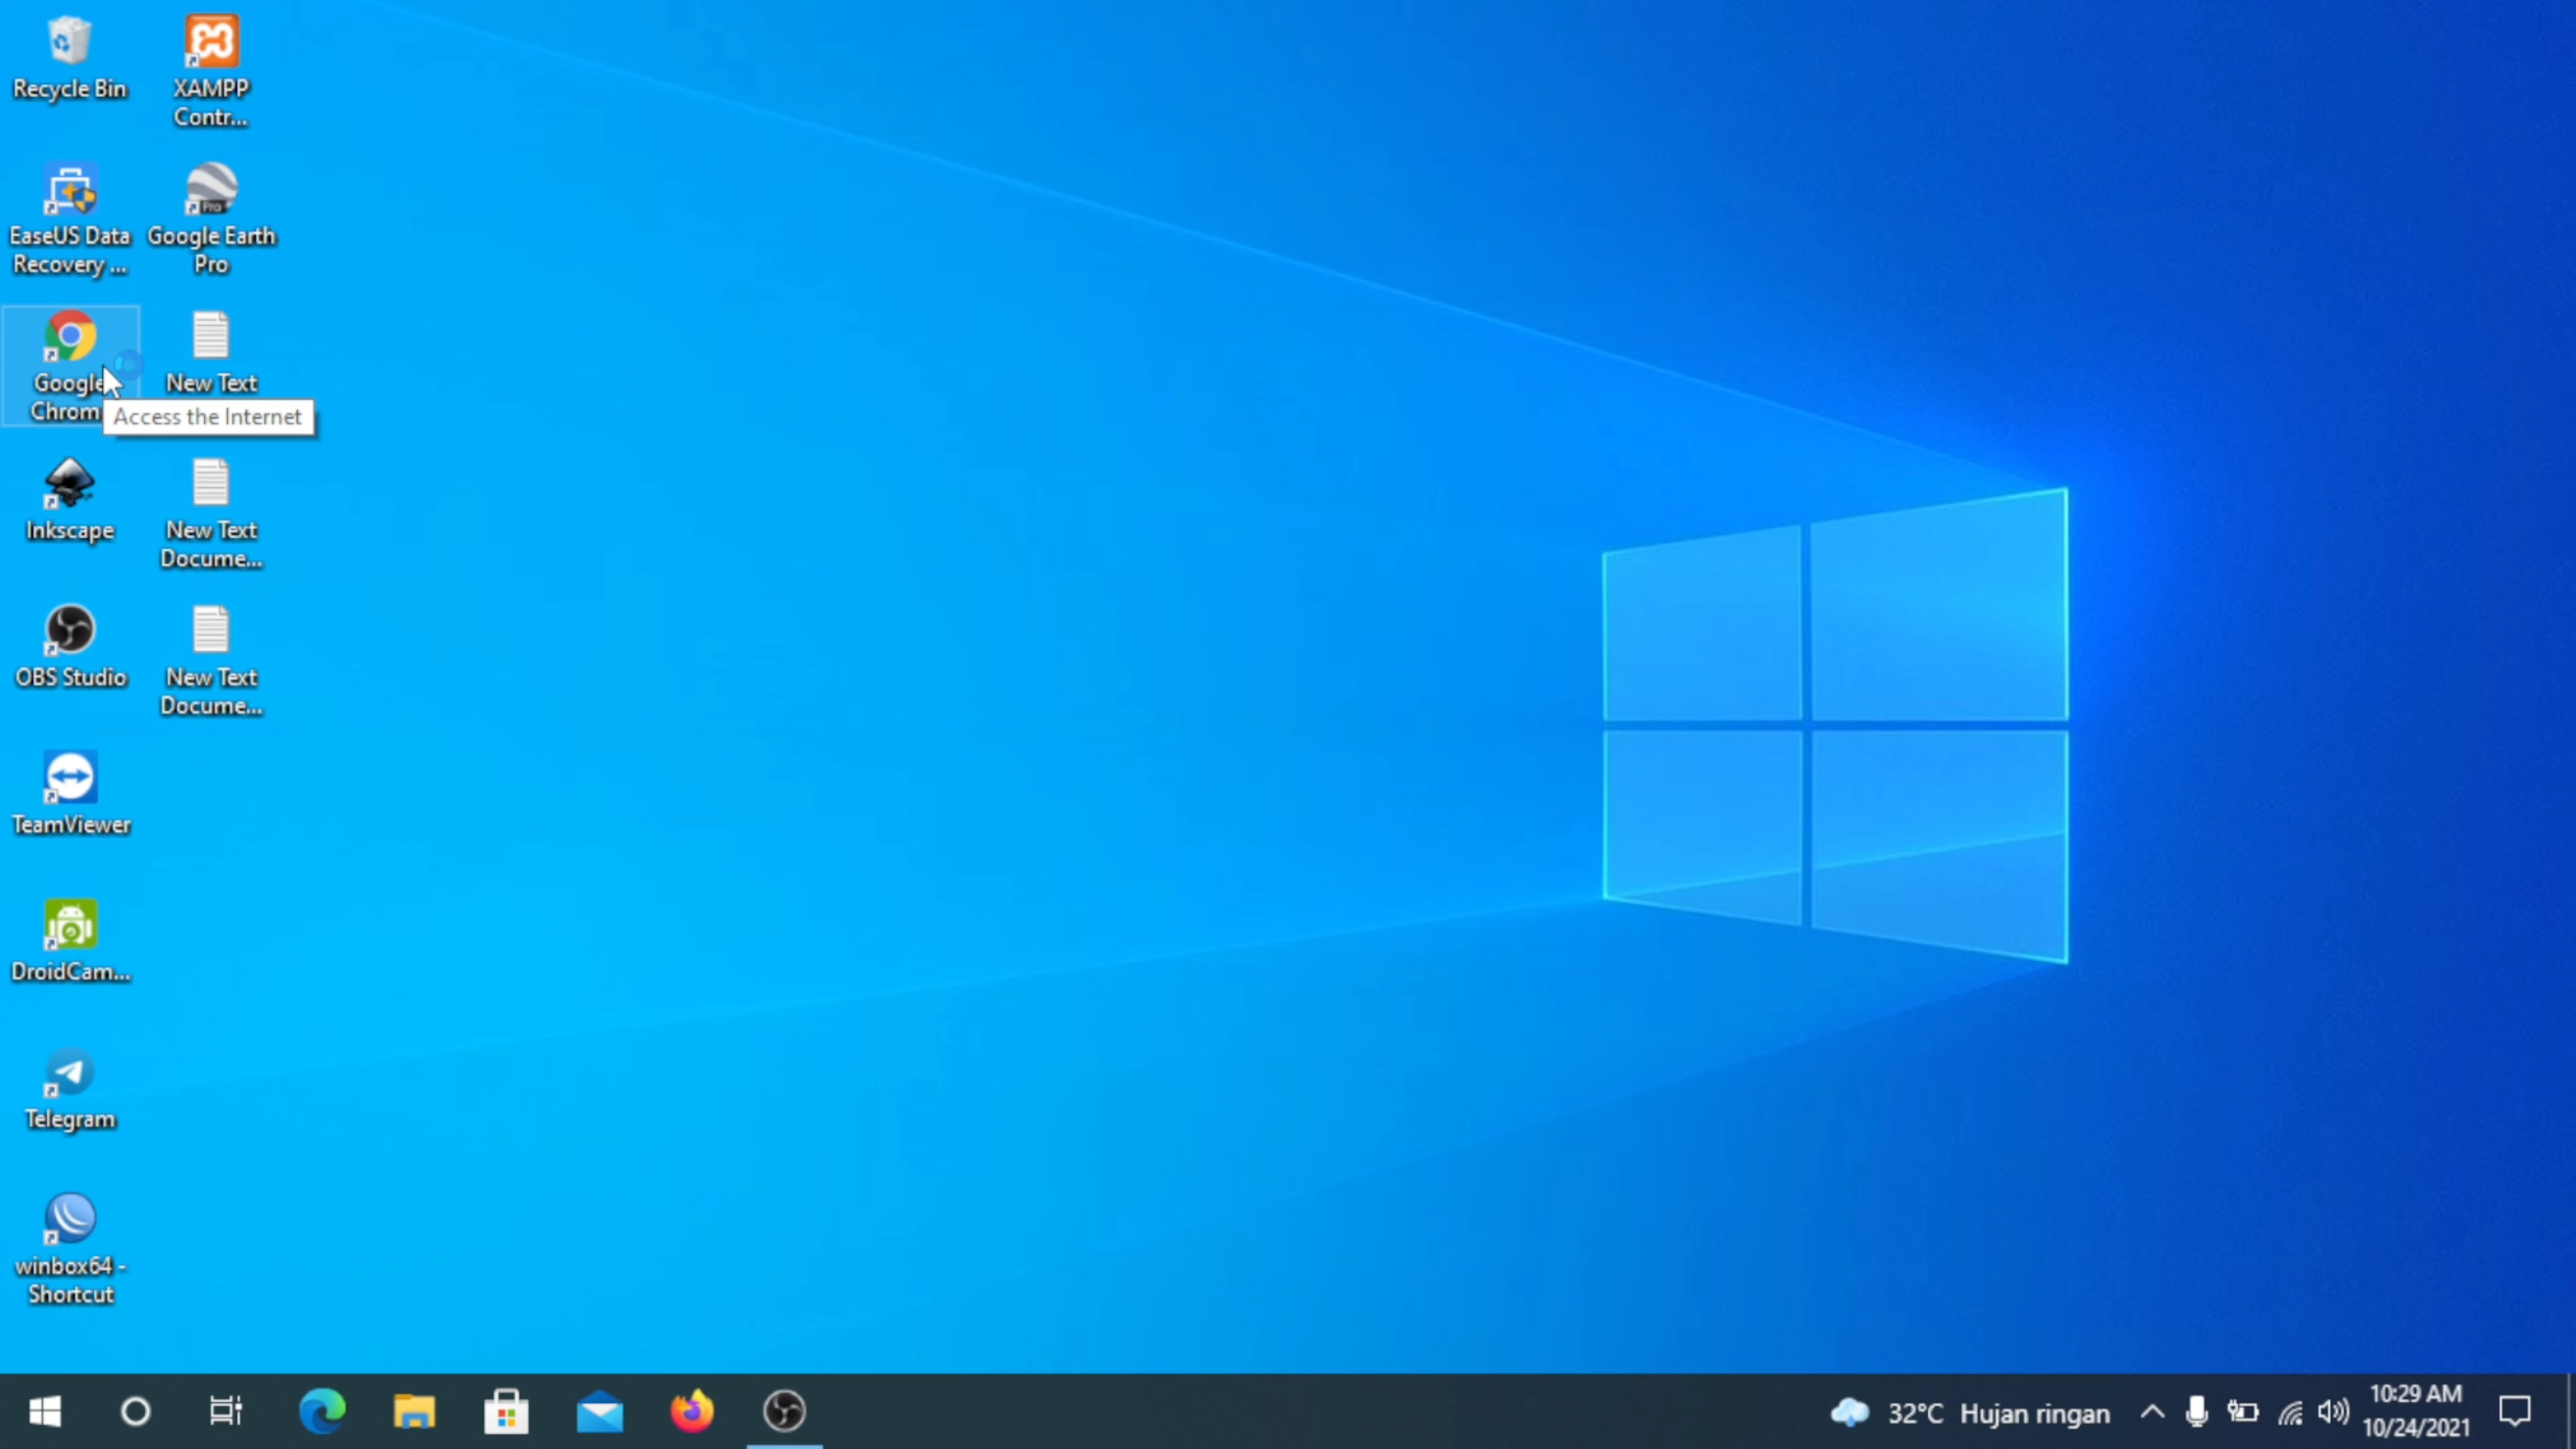 Recycle Bin
XAMPP
Contr...
EaseUS Data
Recovery ...
Google Earth
Pro
Pro
Google
Chrom
New Text
Access the Internet
Inkscape
New Text
Docume...
OBS Studio
New Text
Docume...
TeamViewer
DroidCam...
Telegram
winbox64 -
Shortcut
32°C Hujan ringan
10:29 AM
10/24/2021